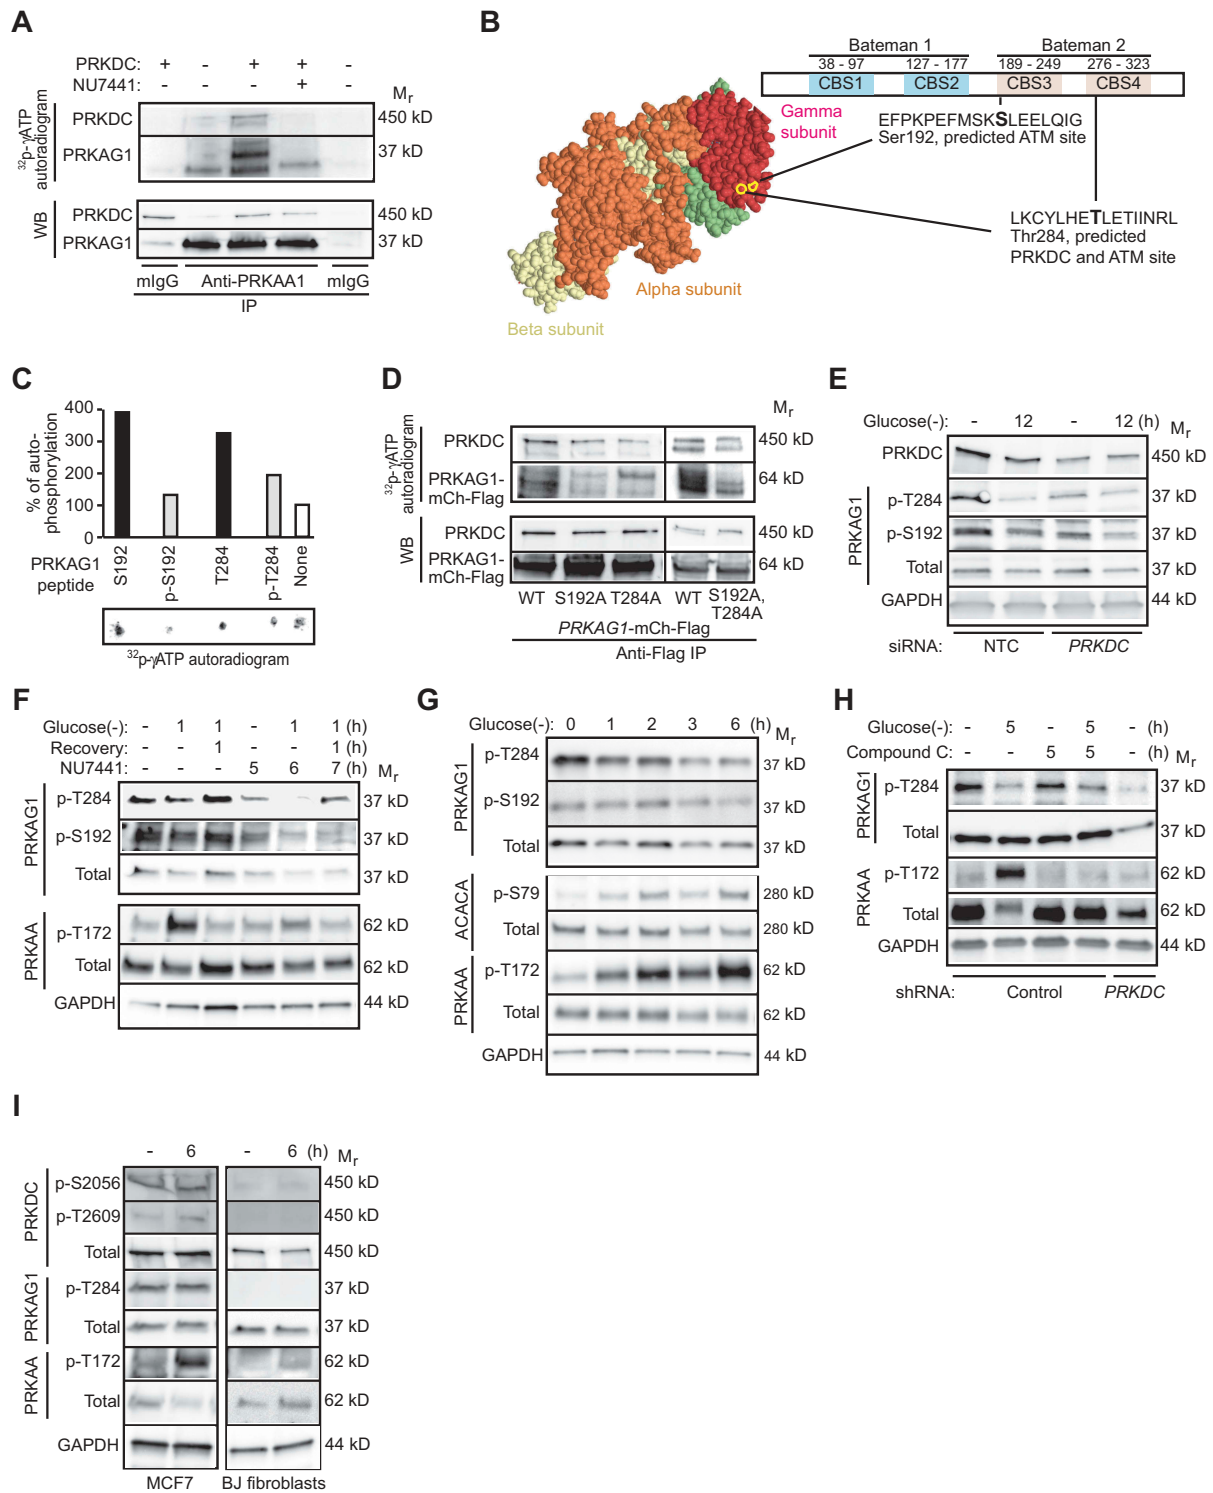 A
PRKDC: + - + + -
NU7441: - - - + -
Mr
32p-γATP autoradiogram
PRKDC 450 kD
PRKAG1 37 kD
WB
PRKDC 450 kD
PRKAG1 37 kD
mIgG Anti-PRKAA1 mIgG
IP
B
Bateman 1 Bateman 2
38 - 97 127 - 177 189 - 249 276 - 323
CBS1 CBS2 CBS3 CBS4
Gamma subunit
EFPKPEFMSKSLEELQIG
Ser192, predicted ATM site
LKCYLHETLETIINRL
Thr284, predicted
PRKDC and ATM site
Alpha subunit
Beta subunit
C
% of auto-phosphorylation
400
300
200
100
0
PRKAG1 peptide
S192 p-S192 T284 p-T284 None
32p-γATP autoradiogram
D
Mr
32p-γATP autoradiogram
PRKDC 450 kD
PRKAG1-mCh-Flag 64 kD
WB
PRKDC 450 kD
PRKAG1-mCh-Flag 64 kD
WT S192A T284A WT S192A, T284A
PRKAG1-mCh-Flag
Anti-Flag IP
E
Glucose(-): - 12 - 12 (h) Mr
PRKDC 450 kD
PRKAG1
p-T284 37 kD
p-S192 37 kD
Total 37 kD
GAPDH 44 kD
siRNA: NTC PRKDC
F
Glucose(-): - 1 1 - 1 1 (h)
Recovery: - - 1 - - 1 (h)
NU7441: - - - 5 6 7 (h) Mr
PRKAG1
p-T284 37 kD
p-S192 37 kD
Total 37 kD
PRKAA
p-T172 62 kD
Total 62 kD
GAPDH 44 kD
G
Glucose(-): 0 1 2 3 6 (h) Mr
PRKAG1
p-T284 37 kD
p-S192 37 kD
Total 37 kD
ACACA
p-S79 280 kD
Total 280 kD
PRKAA
p-T172 62 kD
Total 62 kD
GAPDH 44 kD
H
Glucose(-): - 5 - 5 - (h)
Compound C: - - 5 5 - (h) Mr
PRKAG1
p-T284 37 kD
Total 37 kD
PRKAA
p-T172 62 kD
Total 62 kD
GAPDH 44 kD
shRNA: Control PRKDC
I
- 6 - 6 (h) Mr
PRKDC
p-S2056 450 kD
p-T2609 450 kD
Total 450 kD
PRKAG1
p-T284 37 kD
Total 37 kD
PRKAA
p-T172 62 kD
Total 62 kD
GAPDH 44 kD
MCF7 BJ fibroblasts